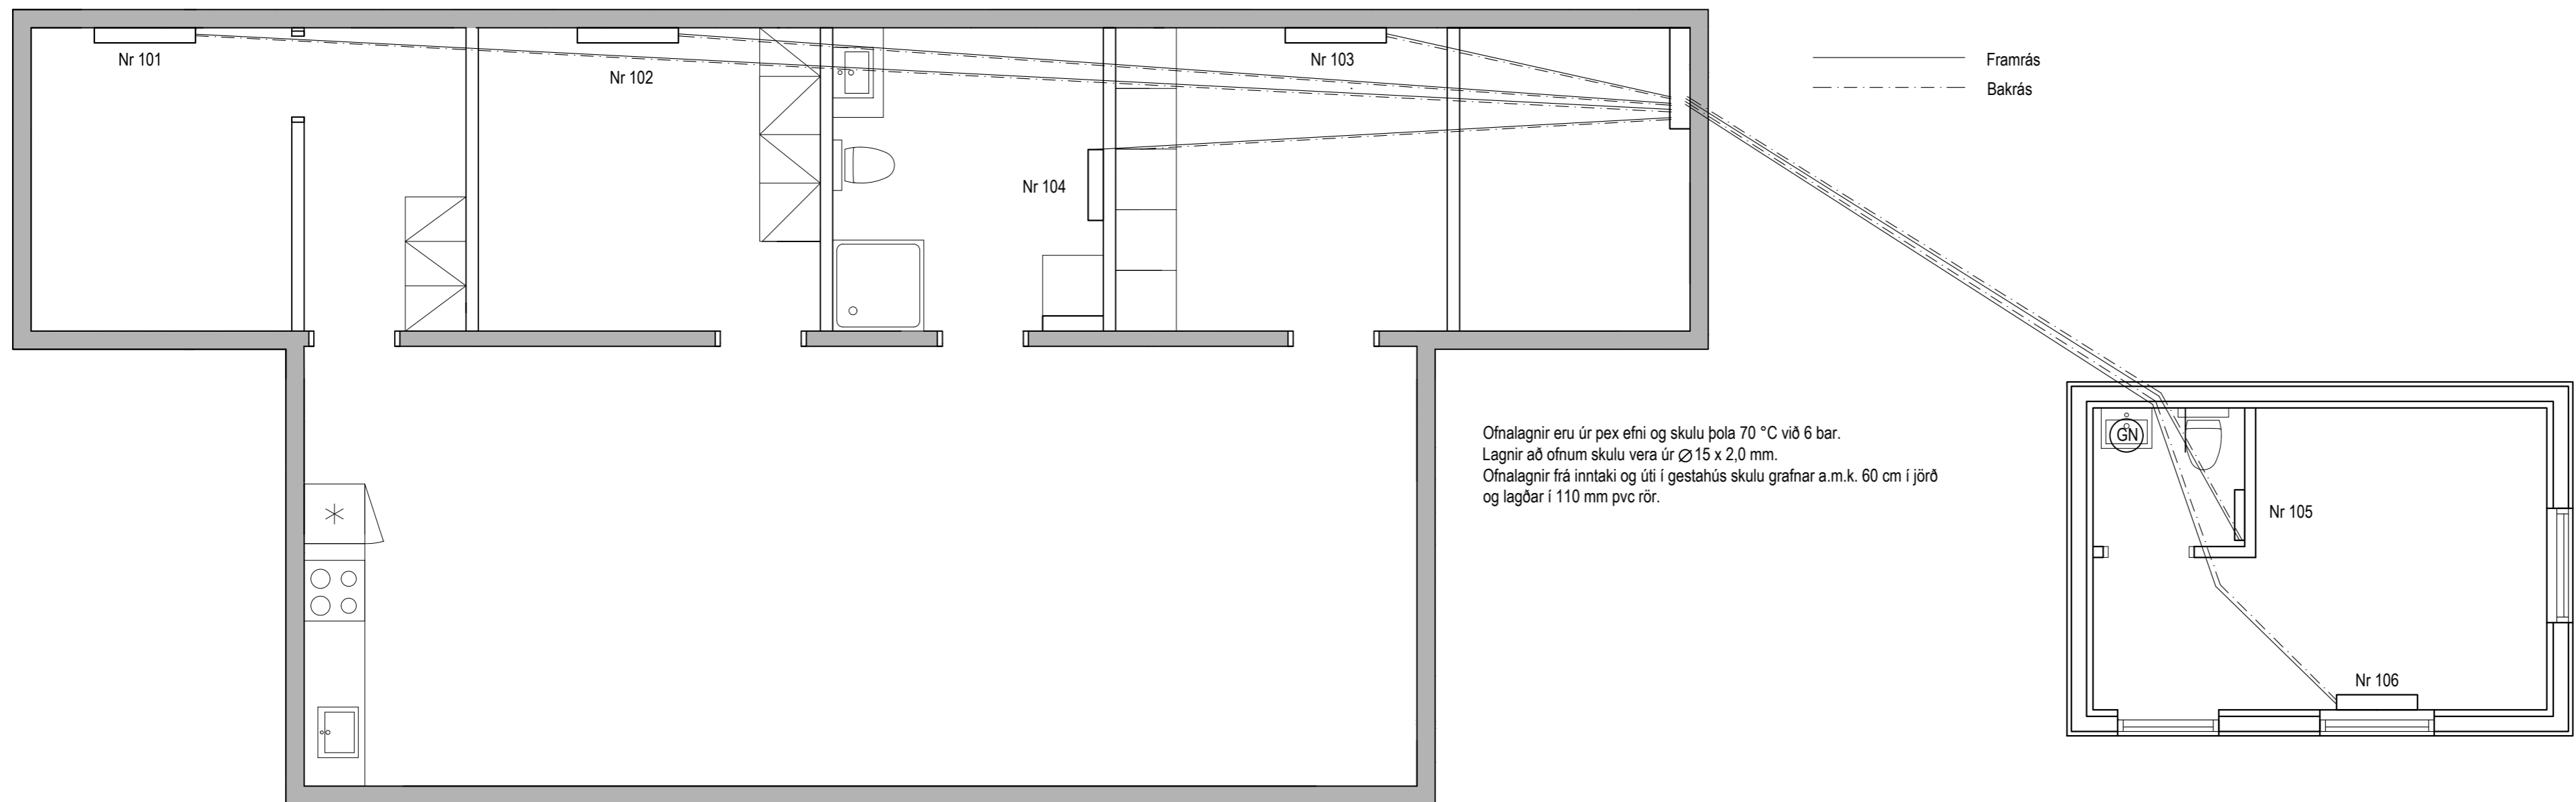 Nr 101
Nr 102
Nr 103
Framrás
Bakrás
Nr 104
Ofnalagnir eru úr pex efni og skulu þola 70 °C við 6 bar.
Lagnir að ofnum skulu vera úr ⌀ 15 x 2,0 mm.
Ofnalagnir frá inntaki og úti í gestahús skulu grafnar a.m.k. 60 cm í jörð
og lagðar í 110 mm pvc rör.
GN
Nr 105
Nr 106